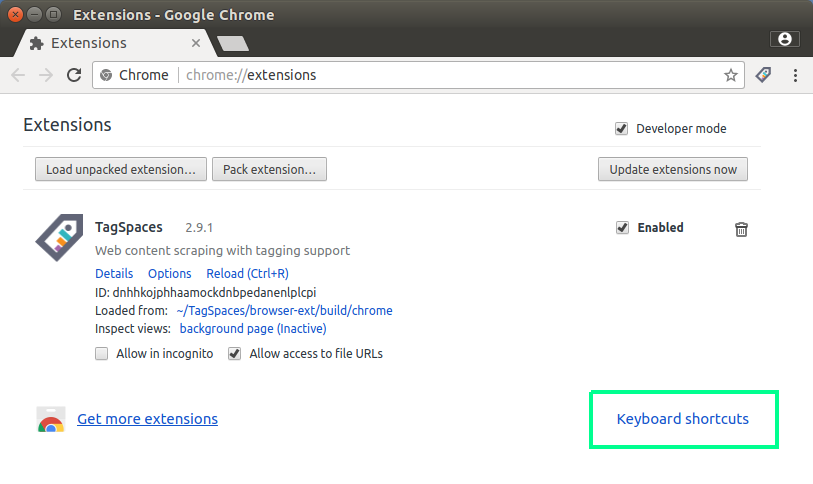 Extensions - Google Chrome
Extensions
Chrome chrome://extensions
Extensions
Developer mode
Load unpacked extension... Pack extension... Update extensions now
TagSpaces 2.9.1 Enabled
Web content scraping with tagging support
Details Options Reload (Ctrl+R)
ID: dnhhkojphhaamockdnbpedanenlplcpi
Loaded from: ~/TagSpaces/browser-ext/build/chrome
Inspect views: background page (Inactive)
Allow in incognito Allow access to file URLs
Get more extensions Keyboard shortcuts